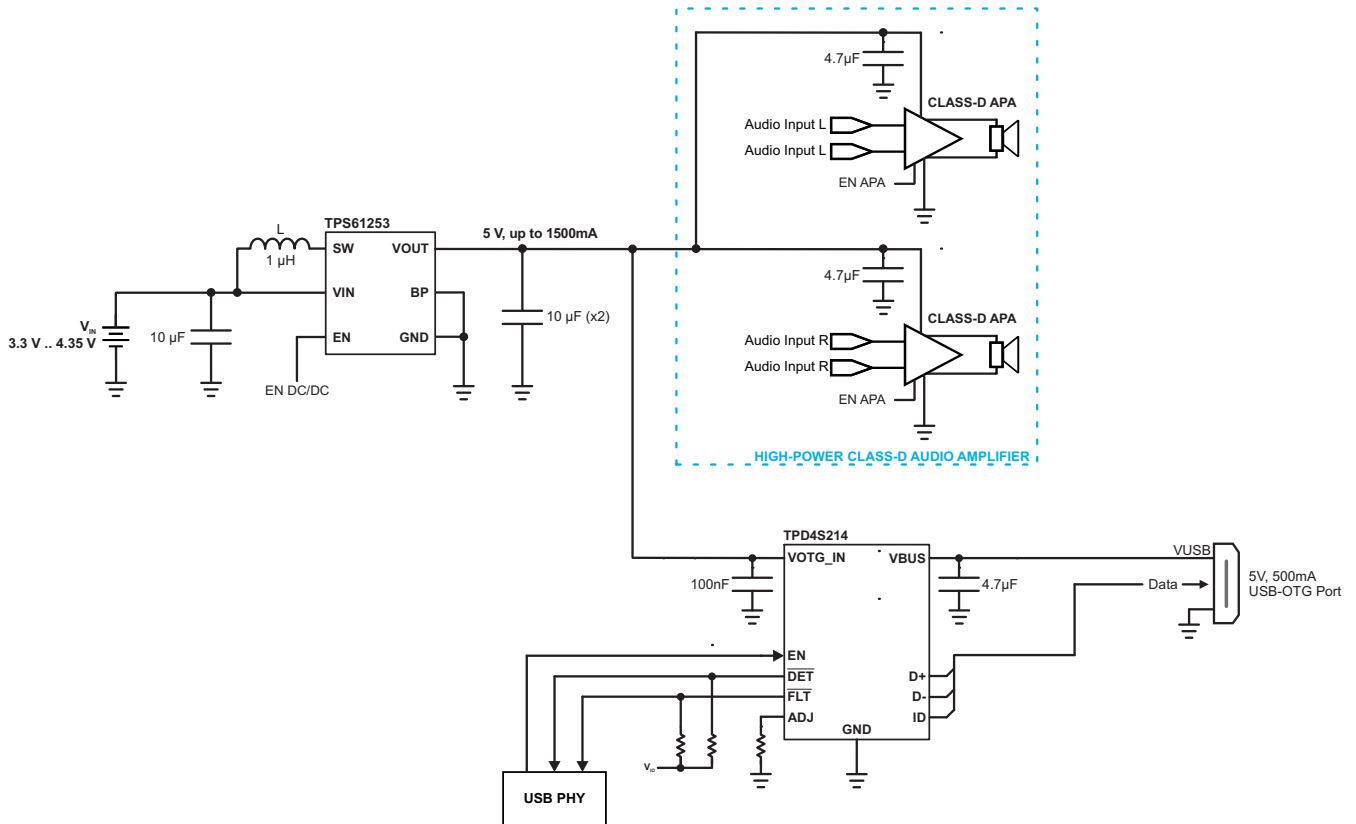 4.7µF
CLASS-D APA
Audio Input L
Audio Input L
EN APA
TPS61253
L
1 µH
SW
VOUT
5 V, up to 1500mA
VIN
BP
EN
GND
V_IN
3.3 V .. 4.35 V
10 µF
EN DC/DC
10 µF (x2)
4.7µF
CLASS-D APA
Audio Input R
Audio Input R
EN APA
HIGH-POWER CLASS-D AUDIO AMPLIFIER
TPD4S214
VOTG_IN
VBUS
100nF
4.7µF
VUSB
Data
5V, 500mA
USB-OTG Port
EN
DET
FLT
ADJ
D+
D-
ID
GND
V_IO
USB PHY